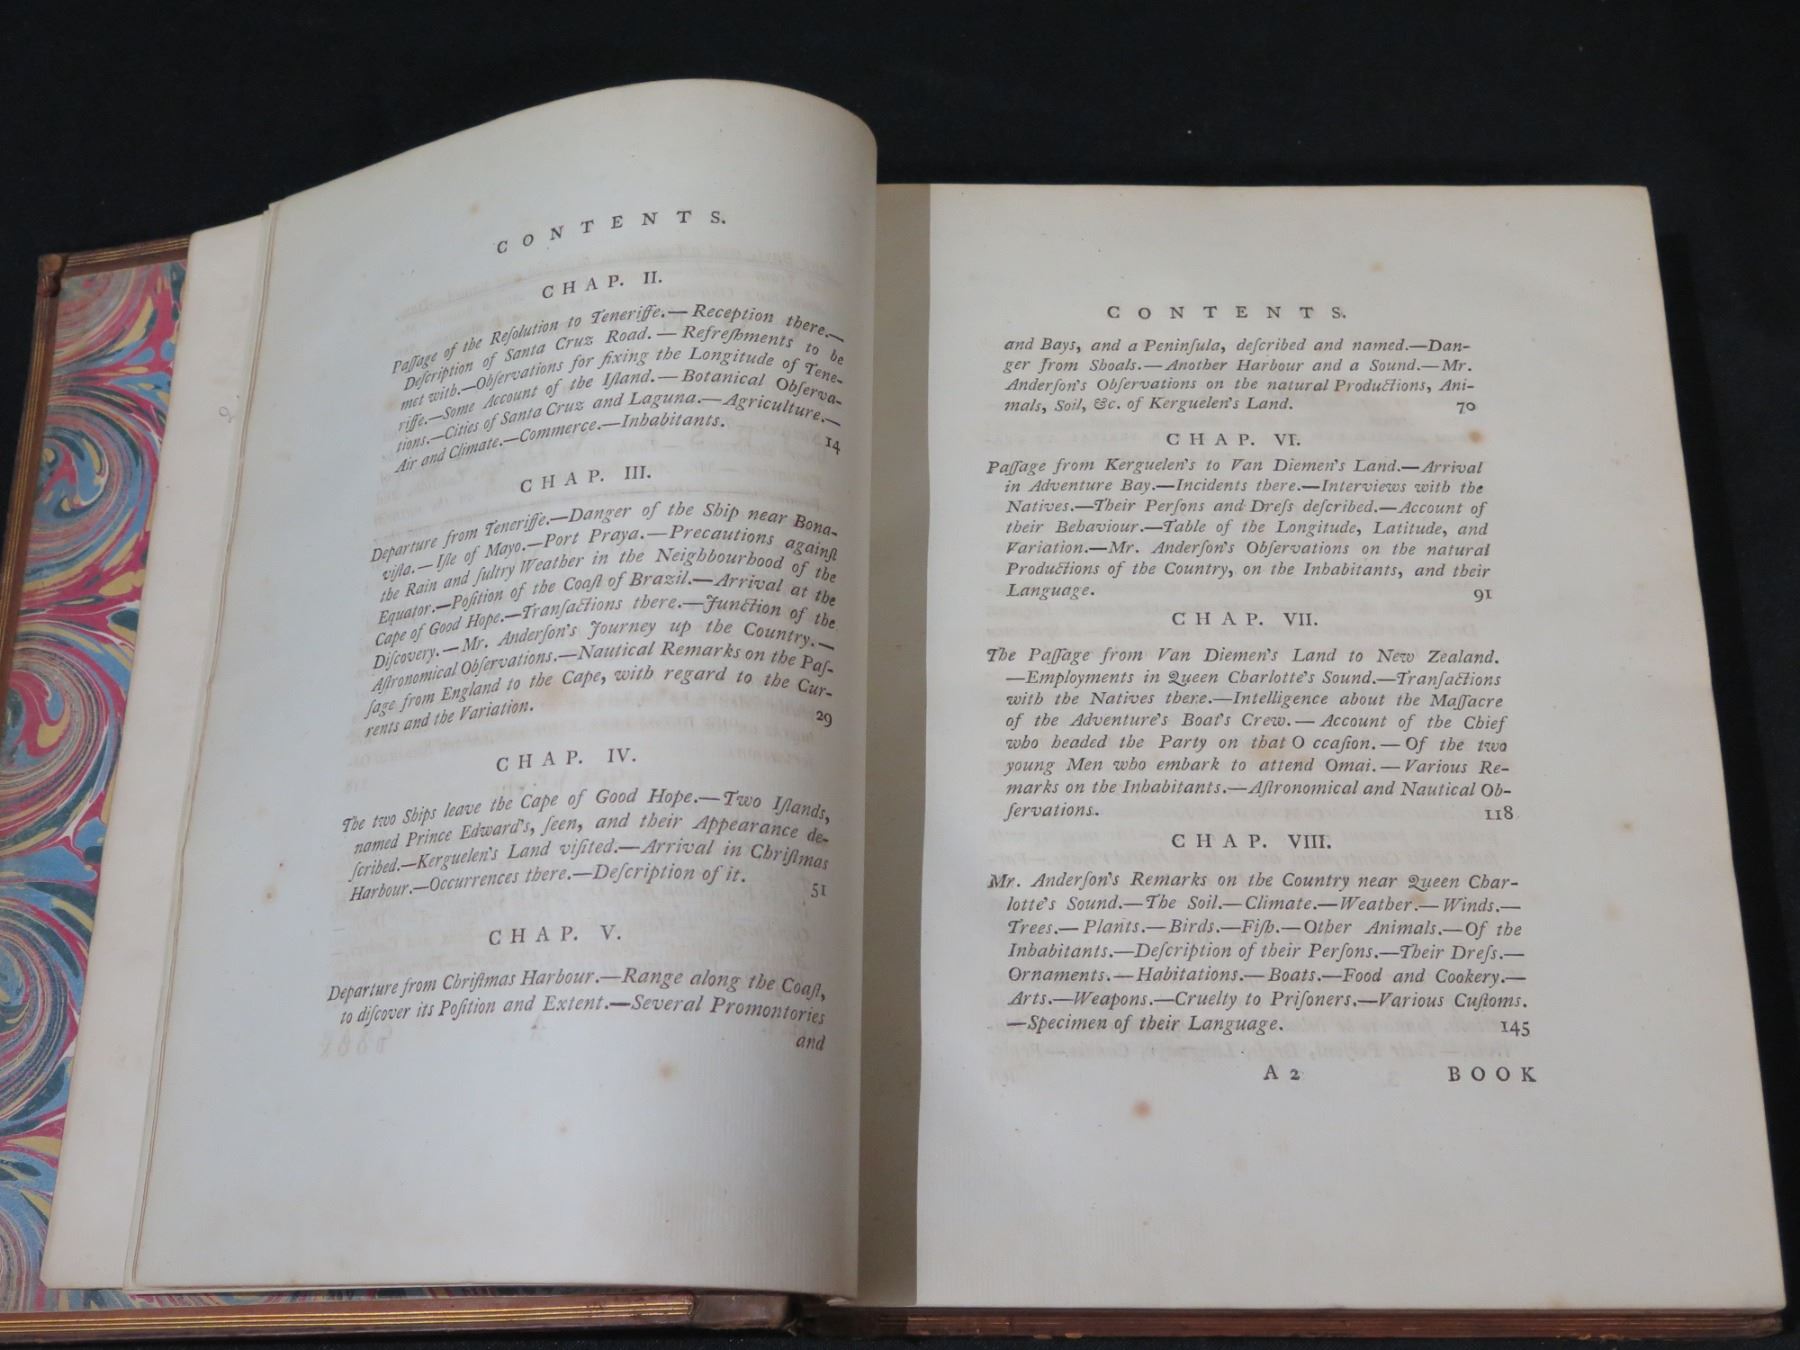 CONTENTS.
CHAP. II.
Paſſage of the Reſolution to Teneriffe.—Reception there.—
Deſcription of Santa Cruz Road.—Refreſhments to be
met with.—Obſervations for fixing the Longitude of Tene-
riffe.—Some Account of the Iſland.—Botanical Obſerva-
tions.—Cities of Santa Cruz and Laguna.—Agriculture.—
Air and Climate.—Commerce.—Inhabitants. 14
CHAP. III.
Departure from Teneriffe.—Danger of the Ship near Bona-
viſta.—Iſle of Mayo.—Port Praya.—Precautions againſt
the Rain and ſultry Weather in the Neighbourhood of the
Equator.—Poſition of the Coaſt of Brazil.—Arrival at the
Cape of Good Hope.—Tranſactions there.—Junction of the
Diſcovery.—Mr. Anderſon's Journey up the Country.—
Aſtronomical Obſervations.—Nautical Remarks on the Paſ-
ſage from England to the Cape, with regard to the Cur-
rents and the Variation. 29
CHAP. IV.
The two Ships leave the Cape of Good Hope.—Two Iſlands,
named Prince Edward's, ſeen, and their Appearance de-
ſcribed.—Kerguelen's Land viſited.—Arrival in Chriſtmas
Harbour.—Occurrences there.—Deſcription of it. 51
CHAP. V.
Departure from Chriſtmas Harbour.—Range along the Coaſt,
to diſcover its Poſition and Extent.—Several Promontories
and
CONTENTS.
and Bays, and a Peninſula, deſcribed and named.—Dan-
ger from Shoals.—Another Harbour and a Sound.—Mr.
Anderſon's Obſervations on the natural Productions, Ani-
mals, Soil, &c. of Kerguelen's Land. 70
CHAP. VI.
Paſſage from Kerguelen's to Van Diemen's Land.—Arrival
in Adventure Bay.—Incidents there.—Interviews with the
Natives.—Their Perſons and Dreſs deſcribed.—Account of
their Behaviour.—Table of the Longitude, Latitude, and
Variation.—Mr. Anderſon's Obſervations on the natural
Productions of the Country, on the Inhabitants, and their
Language. 91
CHAP. VII.
The Paſſage from Van Diemen's Land to New Zealand.
—Employments in Queen Charlotte's Sound.—Tranſactions
with the Natives there.—Intelligence about the Maſſacre
of the Adventure's Boat's Crew.—Account of the Chief
who headed the Party on that O ccaſion.—Of the two
young Men who embark to attend Omai.—Various Re-
marks on the Inhabitants.—Aſtronomical and Nautical Ob-
ſervations. 118
CHAP. VIII.
Mr. Anderſon's Remarks on the Country near Queen Char-
lotte's Sound.—The Soil.—Climate.—Weather.—Winds.—
Trees.—Plants.—Birds.—Fiſh.—Other Animals.—Of the
Inhabitants.—Deſcription of their Perſons.—Their Dreſs.—
Ornaments.—Habitations.—Boats.—Food and Cookery.—
Arts.—Weapons.—Cruelty to Priſoners.—Various Cuſtoms.
—Specimen of their Language. 145
A 2 BOOK